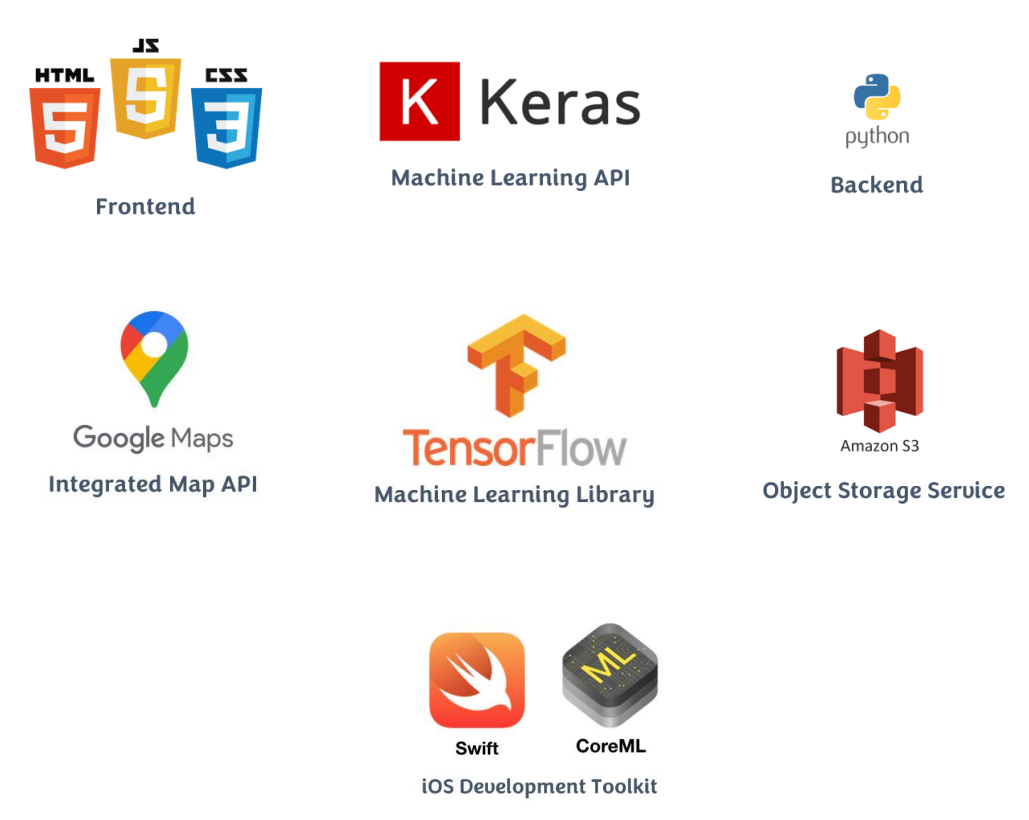 JS
HTML
CSS
5
5
3
Frontend
K Keras
Machine Learning API
python
Backend
Google Maps
Integrated Map API
TensorFlow
Machine Learning Library
Amazon S3
Object Storage Service
ML
Swift
CoreML
iOS Development Toolkit